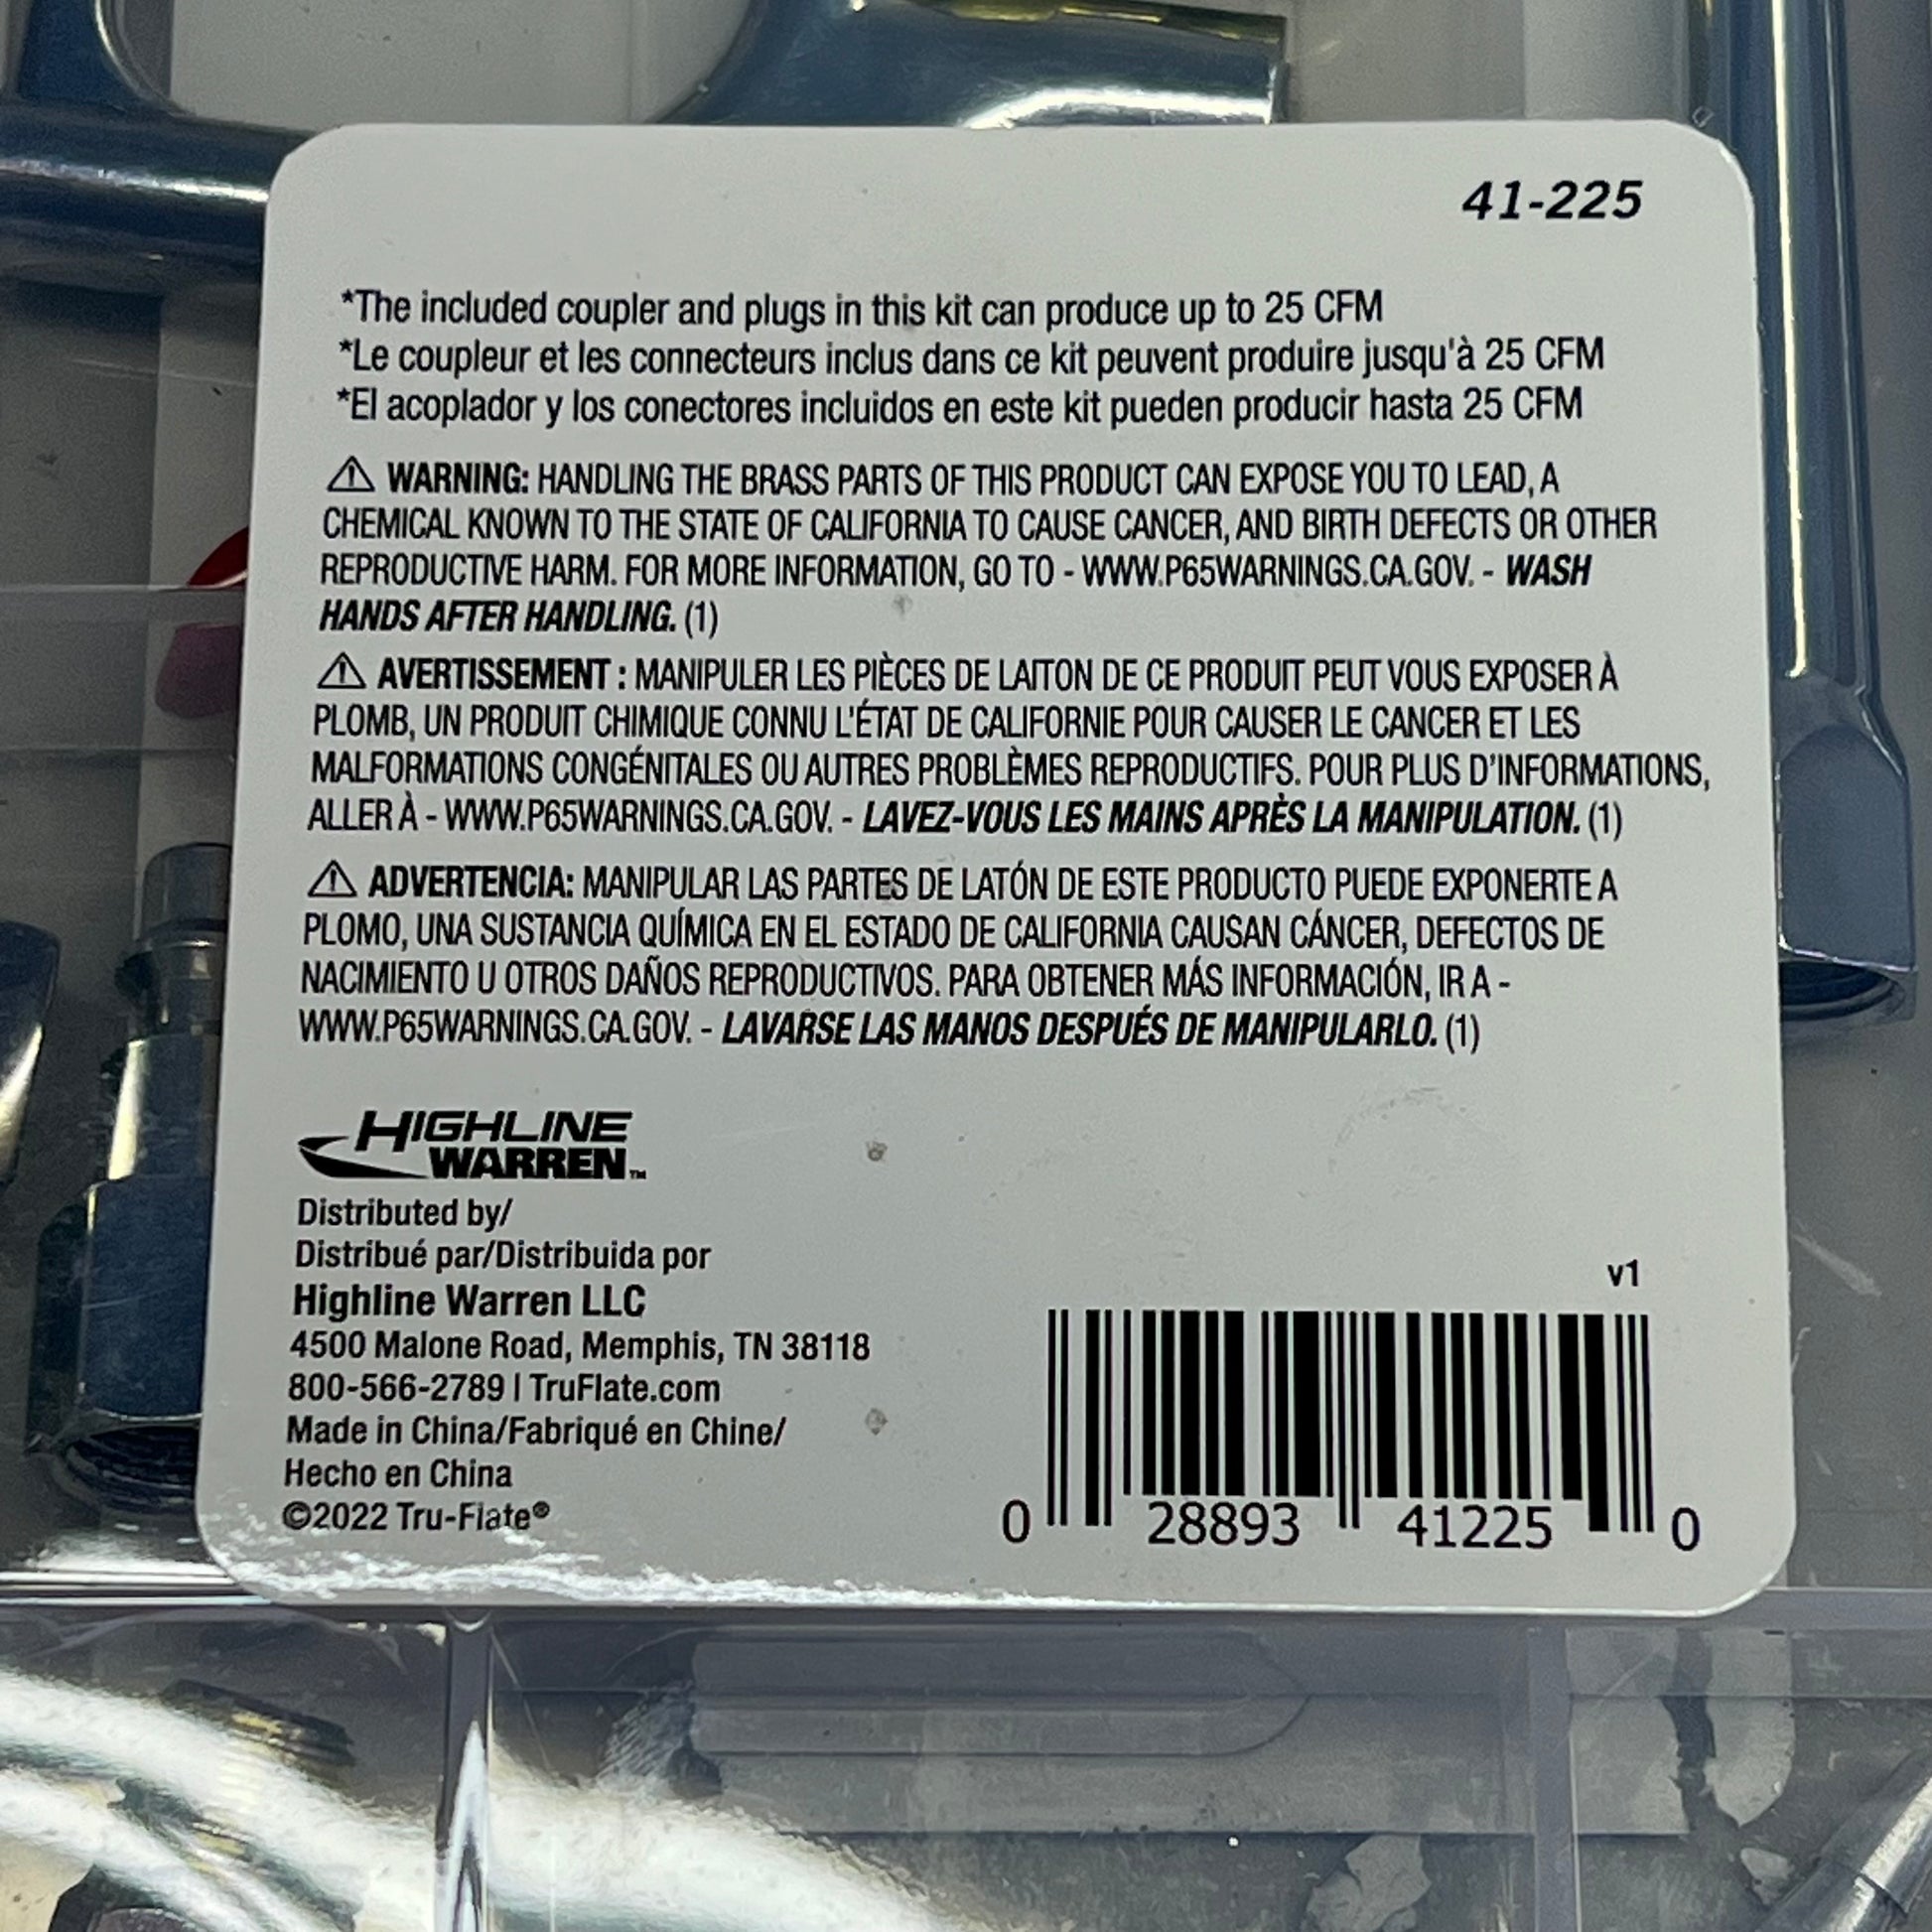 41-225
*The included coupler and plugs in this kit can produce up to 25 CFM
*Le coupleur et les connecteurs inclus dans ce kit peuvent produire jusqu'à 25 CFM
*El acoplador y los conectores incluidos en este kit pueden producir hasta 25 CFM
⚠ WARNING: HANDLING THE BRASS PARTS OF THIS PRODUCT CAN EXPOSE YOU TO LEAD, A
CHEMICAL KNOWN TO THE STATE OF CALIFORNIA TO CAUSE CANCER, AND BIRTH DEFECTS OR OTHER
REPRODUCTIVE HARM. FOR MORE INFORMATION, GO TO - WWW.P65WARNINGS.CA.GOV. - WASH
HANDS AFTER HANDLING. (1)
⚠ AVERTISSEMENT : MANIPULER LES PIÈCES DE LAITON DE CE PRODUIT PEUT VOUS EXPOSER À
PLOMB, UN PRODUIT CHIMIQUE CONNU L'ÉTAT DE CALIFORNIE POUR CAUSER LE CANCER ET LES
MALFORMATIONS CONGÉNITALES OU AUTRES PROBLÈMES REPRODUCTIFS. POUR PLUS D'INFORMATIONS,
ALLER À - WWW.P65WARNINGS.CA.GOV. - LAVEZ-VOUS LES MAINS APRÈS LA MANIPULATION. (1)
⚠ ADVERTENCIA: MANIPULAR LAS PARTES DE LATÓN DE ESTE PRODUCTO PUEDE EXPONERTE A
PLOMO, UNA SUSTANCIA QUÍMICA EN EL ESTADO DE CALIFORNIA CAUSAN CÁNCER, DEFECTOS DE
NACIMIENTO U OTROS DAÑOS REPRODUCTIVOS. PARA OBTENER MÁS INFORMACIÓN, IR A -
WWW.P65WARNINGS.CA.GOV. - LAVARSE LAS MANOS DESPUÉS DE MANIPULARLO. (1)
HIGHLINE
WARREN™
Distributed by/
Distribué par/Distribuida por
Highline Warren LLC
4500 Malone Road, Memphis, TN 38118
800-566-2789 | TruFlate.com
Made in China/Fabriqué en Chine/
Hecho en China
©2022 Tru-Flate®
v1
0 28893 41225 0